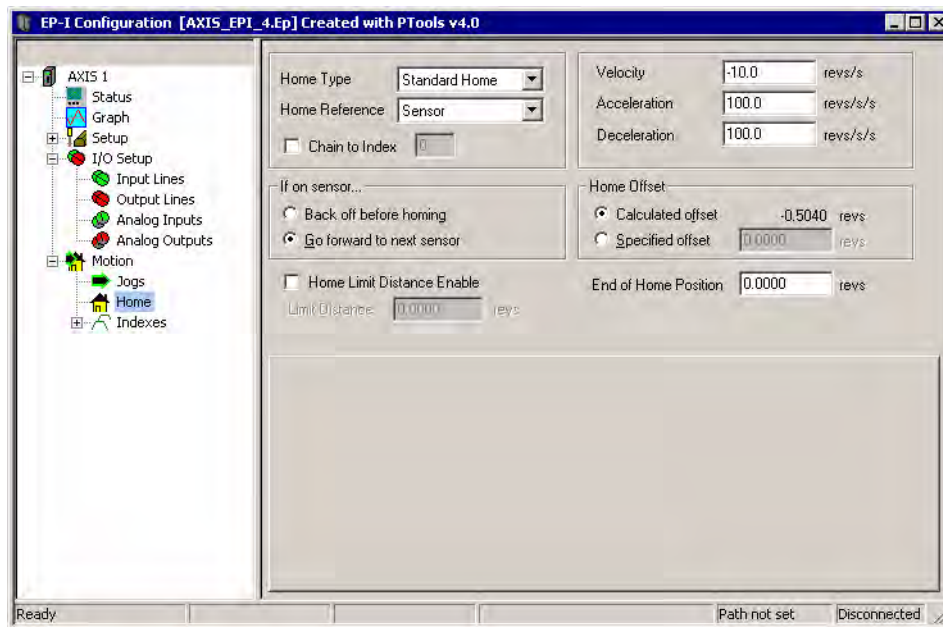 EP-I Configuration [AXIS_EPI_4.Ep] Created with PTools v4.0
AXIS 1
Status
Graph
Setup
I/O Setup
Input Lines
Output Lines
Analog Inputs
Analog Outputs
Motion
Jogs
Home
Indexes
Home Type Standard Home
Home Reference Sensor
Chain to Index 0
Velocity -10.0 revs/s
Acceleration 100.0 revs/s/s
Deceleration 100.0 revs/s/s
If on sensor...
Back off before homing
Go forward to next sensor
Home Offset
Calculated offset -0.5040 revs
Specified offset 0.0000 revs
Home Limit Distance Enable
Limit Distance 0.0000 revs
End of Home Position 0.0000 revs
Ready Path not set Disconnected